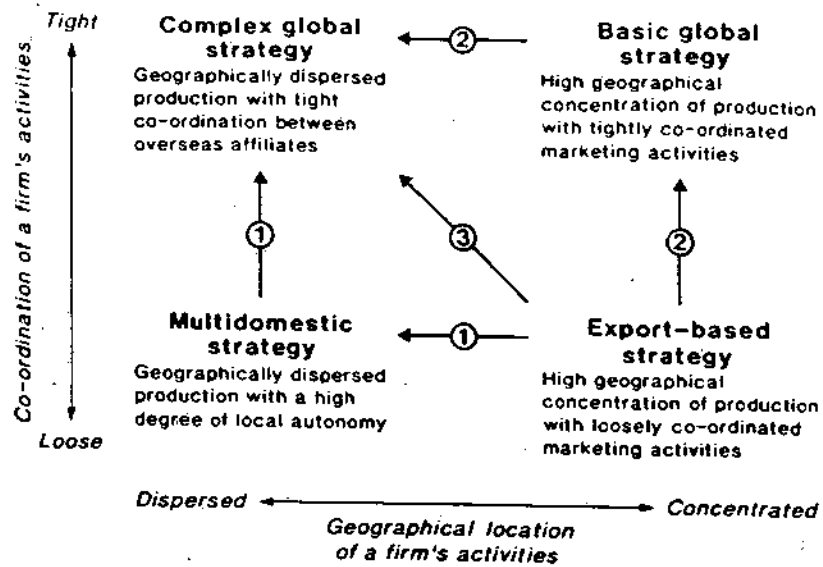 Tight
Co-ordination of a firm's activities.
Loose
Complex global
strategy
Geographically dispersed
production with tight
co-ordination between
overseas affiliates
2
Basic global
strategy
High geographical
concentration of production
with tightly co-ordinated
marketing activities
1
3
2
Multidomestic
strategy
Geographically dispersed
production with a high
degree of local autonomy
1
Export-based
strategy
High geographical
concentration of production
with loosely co-ordinated
marketing activities
Dispersed
Concentrated
Geographical location
of a firm's activities